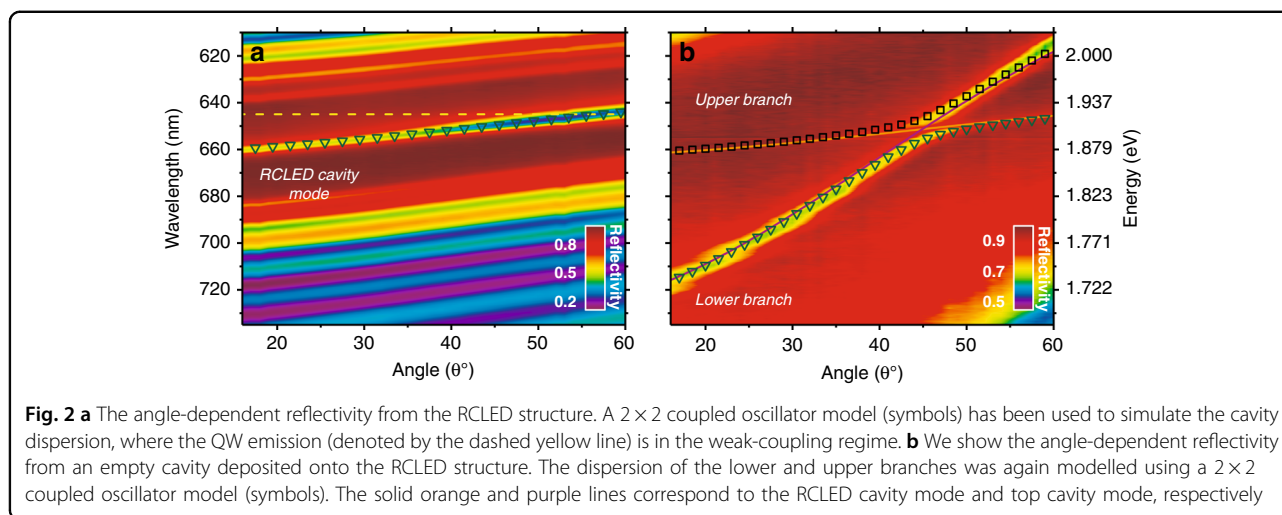 a
620
640
660
680
700
720
Wavelength (nm)
RCLED cavity
mode
0.8
0.5
0.2
Reflectivity
20
30
40
50
60
Angle (θ°)
b
Upper branch
Lower branch
0.9
0.7
0.5
Reflectivity
2.000
1.937
1.879
1.823
1.771
1.722
Energy (eV)
20
30
40
50
60
Angle (θ°)
Fig. 2 a The angle-dependent reflectivity from the RCLED structure. A 2 × 2 coupled oscillator model (symbols) has been used to simulate the cavity
dispersion, where the QW emission (denoted by the dashed yellow line) is in the weak-coupling regime. b We show the angle-dependent reflectivity
from an empty cavity deposited onto the RCLED structure. The dispersion of the lower and upper branches was again modelled using a 2 × 2
coupled oscillator model (symbols). The solid orange and purple lines correspond to the RCLED cavity mode and top cavity mode, respectively